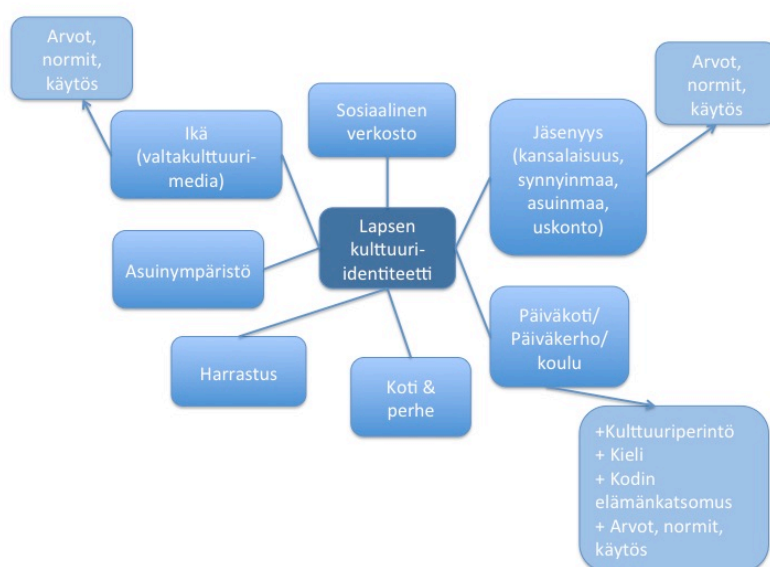 Arvot,
normit,
käytös
Ikä
(valtakulttuuri-
media)
Sosiaalinen
verkosto
Jäsenyys
(kansalaisuus,
synnyinmaa,
asuinmaa,
uskonto)
Arvot,
normit,
käytös
Lapsen
kulttuuri-
identiteetti
Asuinympäristö
Harrastus
Koti &
perhe
Päiväkoti/
Päiväkerho/
koulu
+Kulttuuriperintö
+ Kieli
+ Kodin
elämänkatsomus
+ Arvot, normit,
käytös